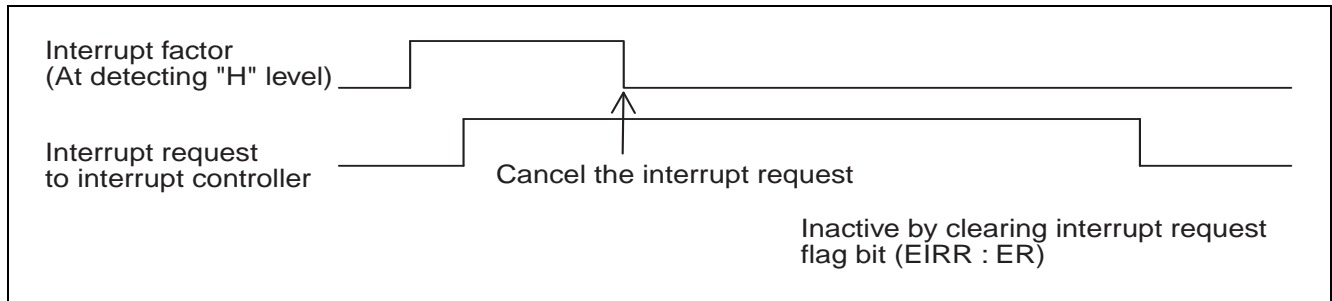 Interrupt factor
(At detecting "H" level)
Interrupt request
to interrupt controller
Cancel the interrupt request
Inactive by clearing interrupt request
flag bit (EIRR : ER)